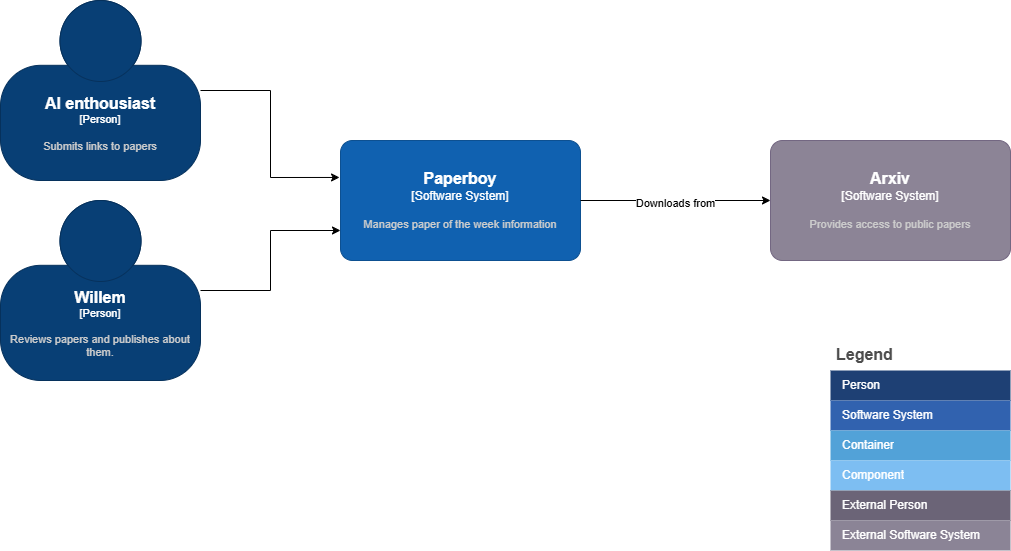 AI enthousiast
[Person]
Submits links to papers
Willem
[Person]
Reviews papers and publishes about
them.
Paperboy
[Software System]
Manages paper of the week information
Downloads from
Arxiv
[Software System]
Provides access to public papers
Legend
Person
Software System
Container
Component
External Person
External Software System